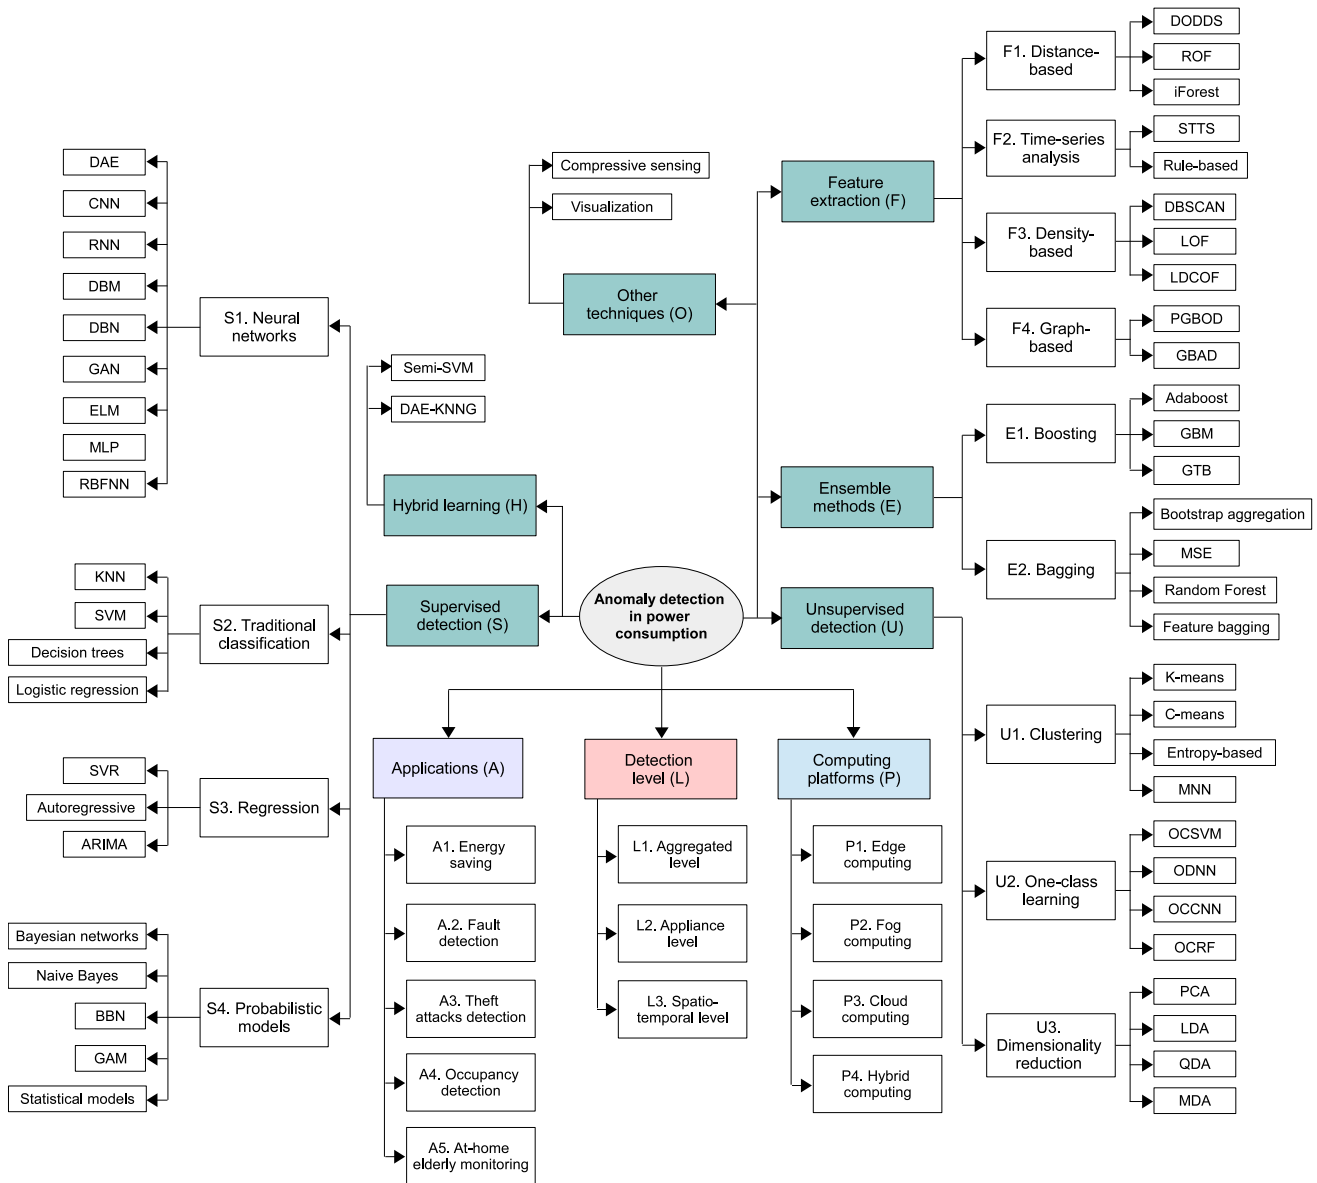 DODDS
F1. Distance-
based
ROF
iForest
STTS
F2. Time-series
analysis
Rule-based
Compressive sensing
Visualization
Feature
extraction (F)
DBSCAN
F3. Density-
based
LOF
LDCOF
Other
techniques (O)
PGBOD
F4. Graph-
based
GBAD
DAE
CNN
RNN
DBM
DBN
GAN
ELM
MLP
RBFNN
S1. Neural
networks
Semi-SVM
DAE-KNNG
Hybrid learning (H)
Adaboost
E1. Boosting
GBM
GTB
Ensemble
methods (E)
Bootstrap aggregation
E2. Bagging
MSE
Random Forest
Feature bagging
KNN
SVM
Decision trees
Logistic regression
S2. Traditional
classification
Supervised
detection (S)
Anomaly detection
in power
consumption
Unsupervised
detection (U)
K-means
C-means
U1. Clustering
Entropy-based
MNN
SVR
Autoregressive
ARIMA
S3. Regression
Applications (A)
Detection
level (L)
Computing
platforms (P)
A1. Energy
saving
A.2. Fault
detection
A3. Theft
attacks detection
A4. Occupancy
detection
A5. At-home
elderly monitoring
L1. Aggregated
level
L2. Appliance
level
L3. Spatio-
temporal level
P1. Edge
computing
P2. Fog
computing
P3. Cloud
computing
P4. Hybrid
computing
OCSVM
ODNN
U2. One-class
learning
OCCNN
OCRF
Bayesian networks
Naive Bayes
BBN
GAM
Statistical models
S4. Probabilistic
models
PCA
LDA
U3.
Dimensionality
reduction
QDA
MDA